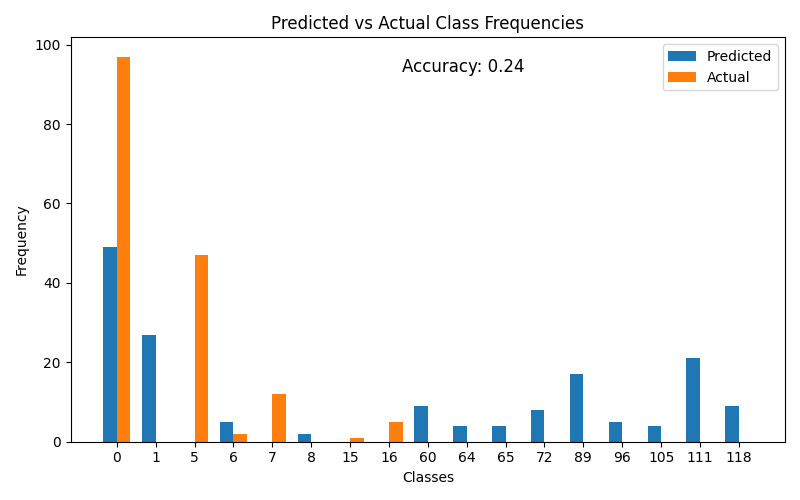 Predicted vs Actual Class Frequencies
Accuracy: 0.24
Predicted
Actual
Frequency
100
80
60
40
20
0
0 1 5 6 7 8 15 16 60 64 65 72 89 96 105 111 118
Classes